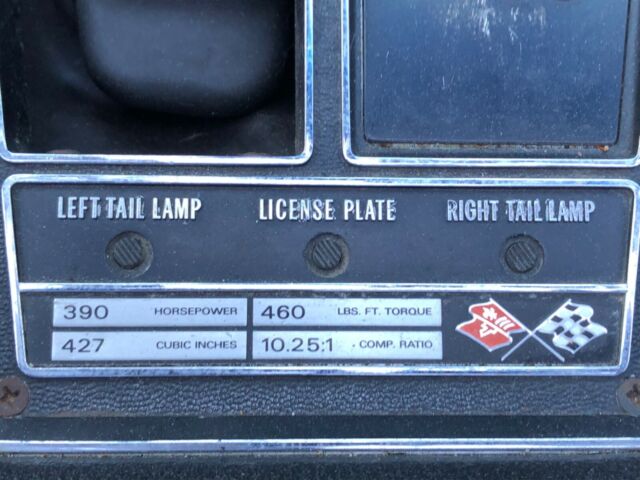 LEFT TAIL LAMP LICENSE PLATE RIGHT TAIL LAMP
390 HORSEPOWER 460 LBS. FT. TORQUE
427 CUBIC INCHES 10.25:1 COMP. RATIO